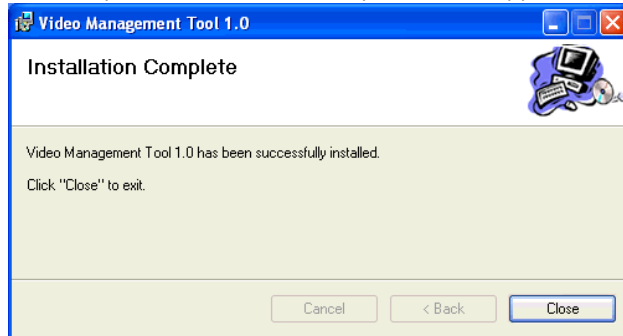 Video Management Tool 1.0
Installation Complete
Video Management Tool 1.0 has been successfully installed.
Click "Close" to exit.
Cancel
< Back
Close